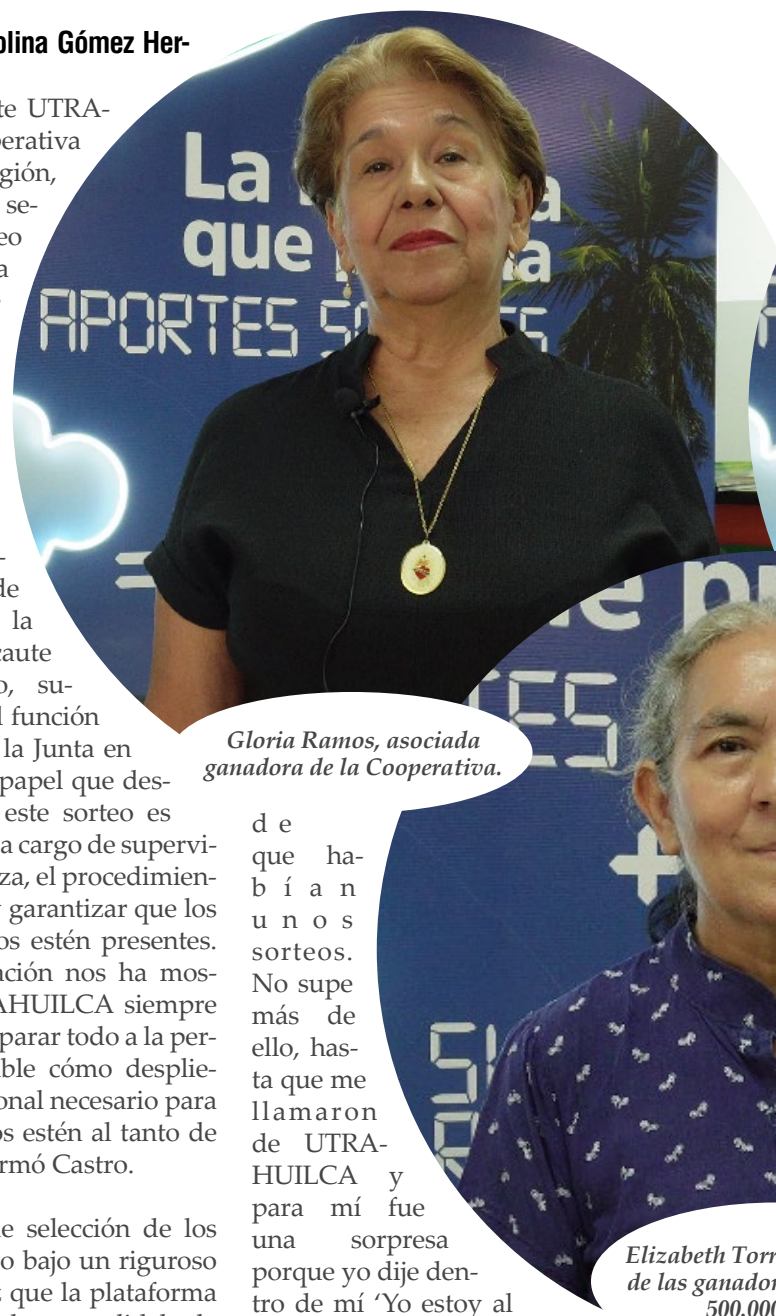 olina Gómez Her-
te UTRA-
perativa
gión,
se-
eo
a
de
la
caute
o, su-
l función
la Junta en
papel que des-
este sorteo es
a cargo de supervi-
za, el procedimien-
y garantizar que los
os estén presentes.
ación nos ha mos-
AHUILCA siempre
parar todo a la per-
ble cómo desplie-
onal necesario para
os estén al tanto de
rmó Castro.
e selección de los
o bajo un riguroso
z que la plataforma
La
que
APORTES
Gloria Ramos, asociada
ganadora de la Cooperativa.
de
que ha-
bían
unos
sorteos.
No supe
más de
ello, has-
ta que me
llamaron
de UTRA-
HUILCA y
para mí fue
una sorpresa
porque yo dije den-
tro de mí ‘Yo estoy al
Elizabeth Torr
de las ganador
500.000